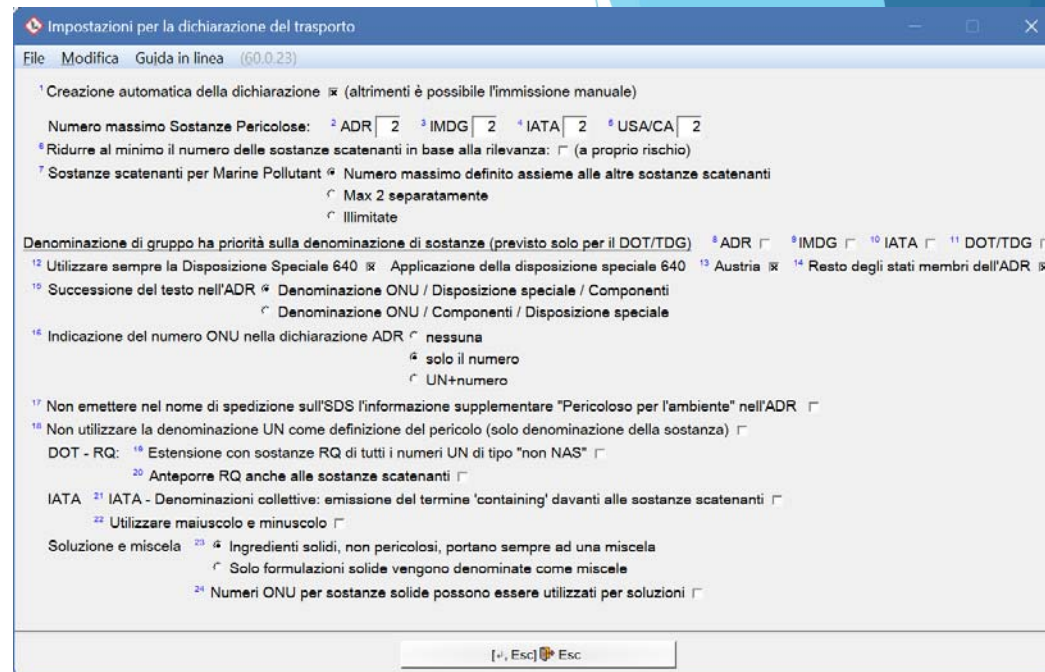 Impostazioni per la dichiarazione del trasporto
File Modifica Guida in linea (60.0.23)
1 Creazione automatica della dichiarazione (altrimenti è possibile l'immissione manuale)
Numero massimo Sostanze Pericolose: 2 ADR 2 3 IMDG 2 4 IATA 2 5 USA/CA 2
6 Ridurre al minimo il numero delle sostanze scatenanti in base alla rilevanza: (a proprio rischio)
7 Sostanze scatenanti per Marine Pollutant Numero massimo definito assieme alle altre sostanze scatenanti
Max 2 separatamente
Illimitate
Denominazione di gruppo ha priorità sulla denominazione di sostanze (previsto solo per il DOT/TDG) 8 ADR 9 IMDG 10 IATA 11 DOT/TDG
12 Utilizzare sempre la Disposizione Speciale 640 Applicazione della disposizione speciale 640 13 Austria 14 Resto degli stati membri dell'ADR
15 Successione del testo nell'ADR Denominazione ONU / Disposizione speciale / Componenti
Denominazione ONU / Componenti / Disposizione speciale
16 Indicazione del numero ONU nella dichiarazione ADR nessuna
solo il numero
UN+numero
17 Non emettere nel nome di spedizione sull'SDS l'informazione supplementare "Pericoloso per l'ambiente" nell'ADR
18 Non utilizzare la denominazione UN come definizione del pericolo (solo denominazione della sostanza)
DOT - RQ: 19 Estensione con sostanze RQ di tutti i numeri UN di tipo "non NAS"
20 Anteporre RQ anche alle sostanze scatenanti
IATA 21 IATA - Denominazioni collettive: emissione del termine 'containing' davanti alle sostanze scatenanti
22 Utilizzare maiuscolo e minuscolo
Soluzione e miscela 23 Ingredienti solidi, non pericolosi, portano sempre ad una miscela
Solo formulazioni solide vengono denominate come miscele
24 Numeri ONU per sostanze solide possono essere utilizzati per soluzioni
[↵, Esc] Esc